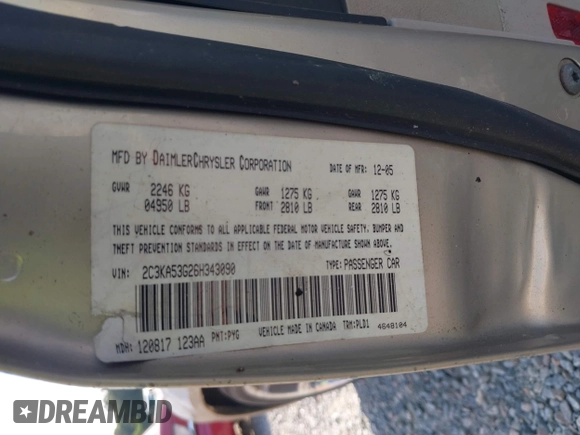 MFD BY DAIMLERCHRYSLER CORPORATION DATE OF MFR: 12-05
GVWR 2246 KG GAWR 1275 KG GAWR 1275 KG
04950 LB FRONT 2810 LB REAR 2810 LB
THIS VEHICLE CONFORMS TO ALL APPLICABLE FEDERAL MOTOR VEHICLE SAFETY, BUMPER AND
THEFT PREVENTION STANDARDS IN EFFECT ON THE DATE OF MANUFACTURE SHOWN ABOVE.
VIN: 2C3KA53G26H343090 TYPE: PASSENGER CAR
MDH: 120817 123AA PNT: PYG VEHICLE MADE IN CANADA TRM: PLD1 4648104
DREAMBID